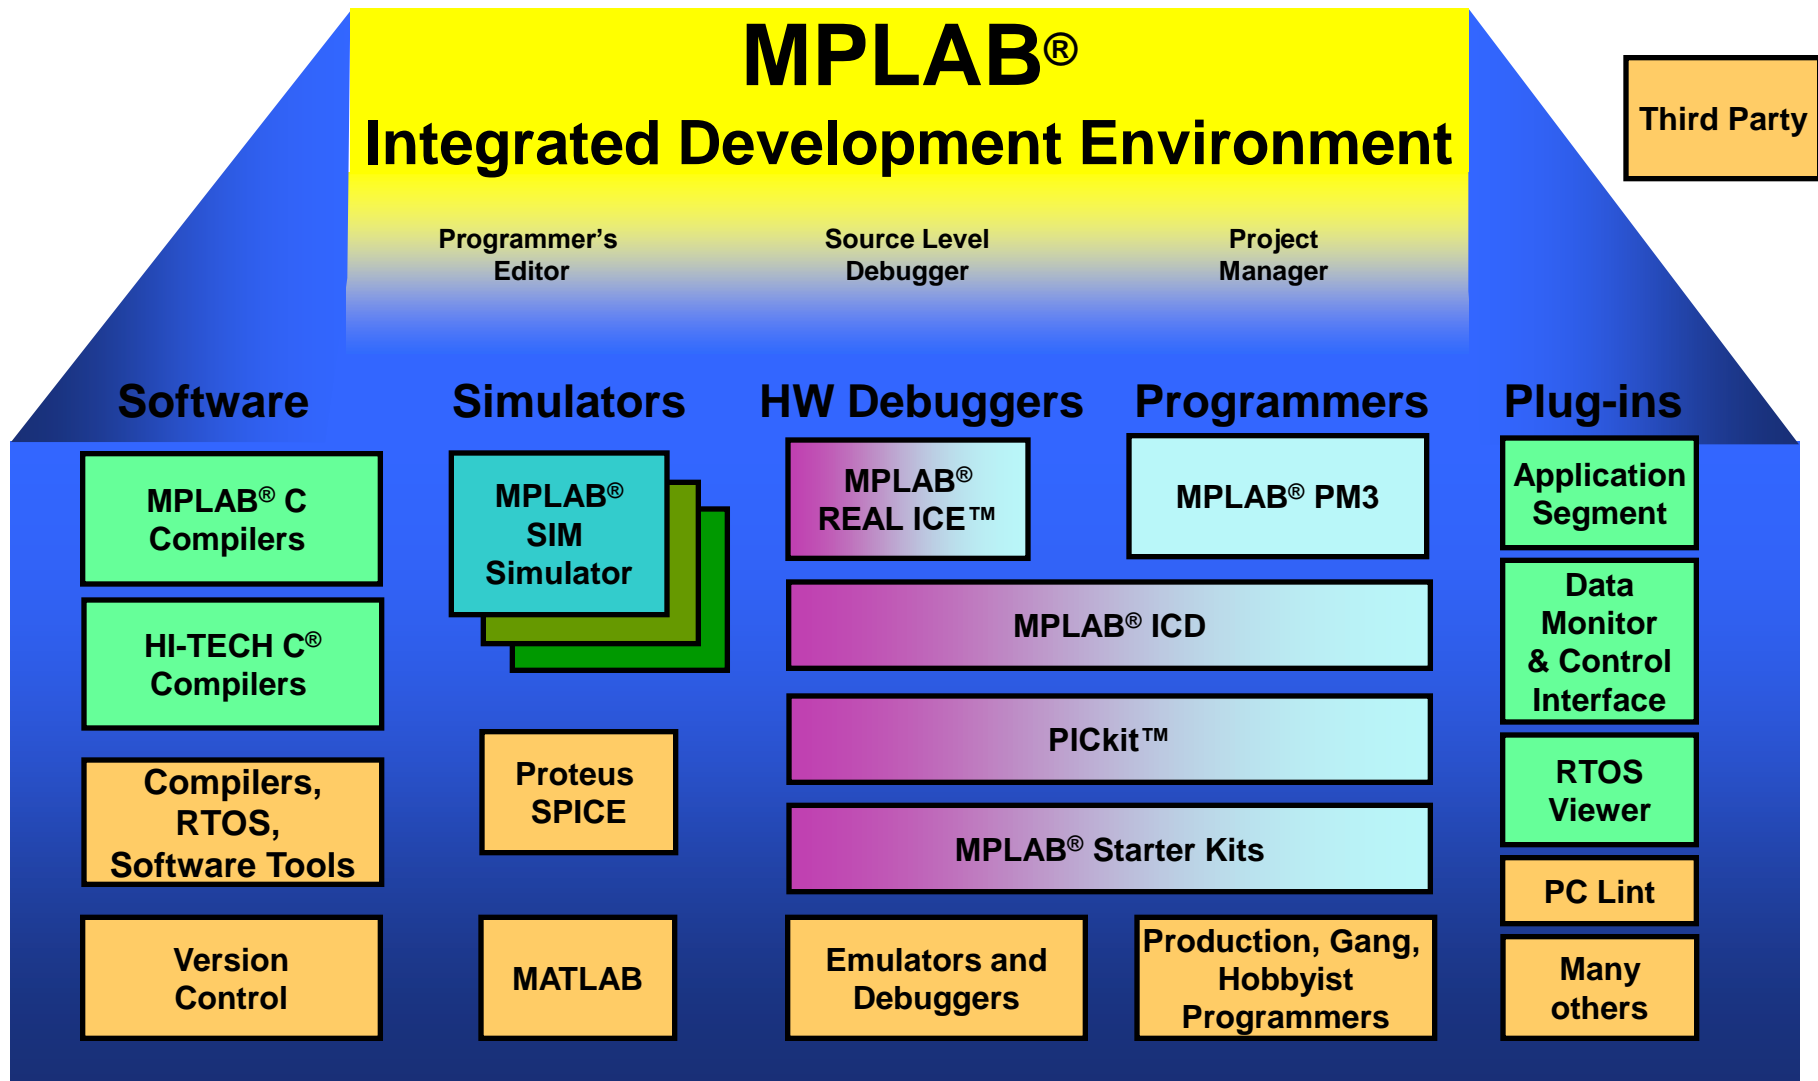 MPLAB®
Integrated Development Environment
Third Party
Programmer’s
Editor
Source Level
Debugger
Project
Manager
Software
Simulators
HW Debuggers
Programmers
Plug-ins
MPLAB® C
Compilers
HI-TECH C®
Compilers
Compilers,
RTOS,
Software Tools
Version
Control
MPLAB®
SIM
Simulator
Proteus
SPICE
MATLAB
MPLAB®
REAL ICE™
MPLAB® PM3
MPLAB® ICD
PICkit™
MPLAB® Starter Kits
Emulators and
Debuggers
Production, Gang,
Hobbyist
Programmers
Application
Segment
Data
Monitor
& Control
Interface
RTOS
Viewer
PC Lint
Many
others